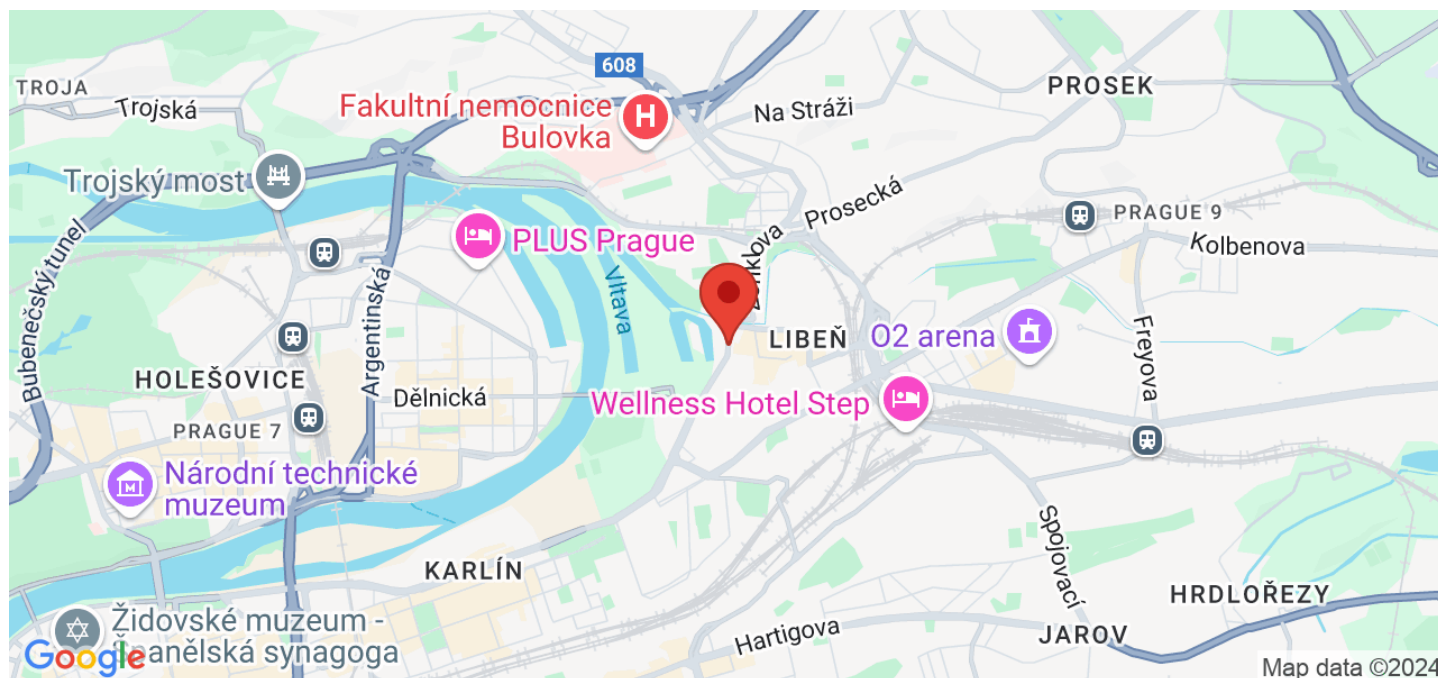 608
TROJA
Trojská
Fakultní nemocnice
Bulovka
H
Na Stráži
PROSEK
Trojský most
Prosecká
PRAGUE 9
Kolbenova
PLUS Prague
Bubenečský tunel
Argentinská
Vltava
LIBEŇ
O2 arena
Freyova
HOLEŠOVICE
Dělnická
Wellness Hotel Step
PRAGUE 7
Národní technické
muzeum
M
KARLÍN
Spojovací
HRDLOŘEZY
JAROV
Hartigova
Židovské muzeum -
synagoga
Google
Map data ©2024